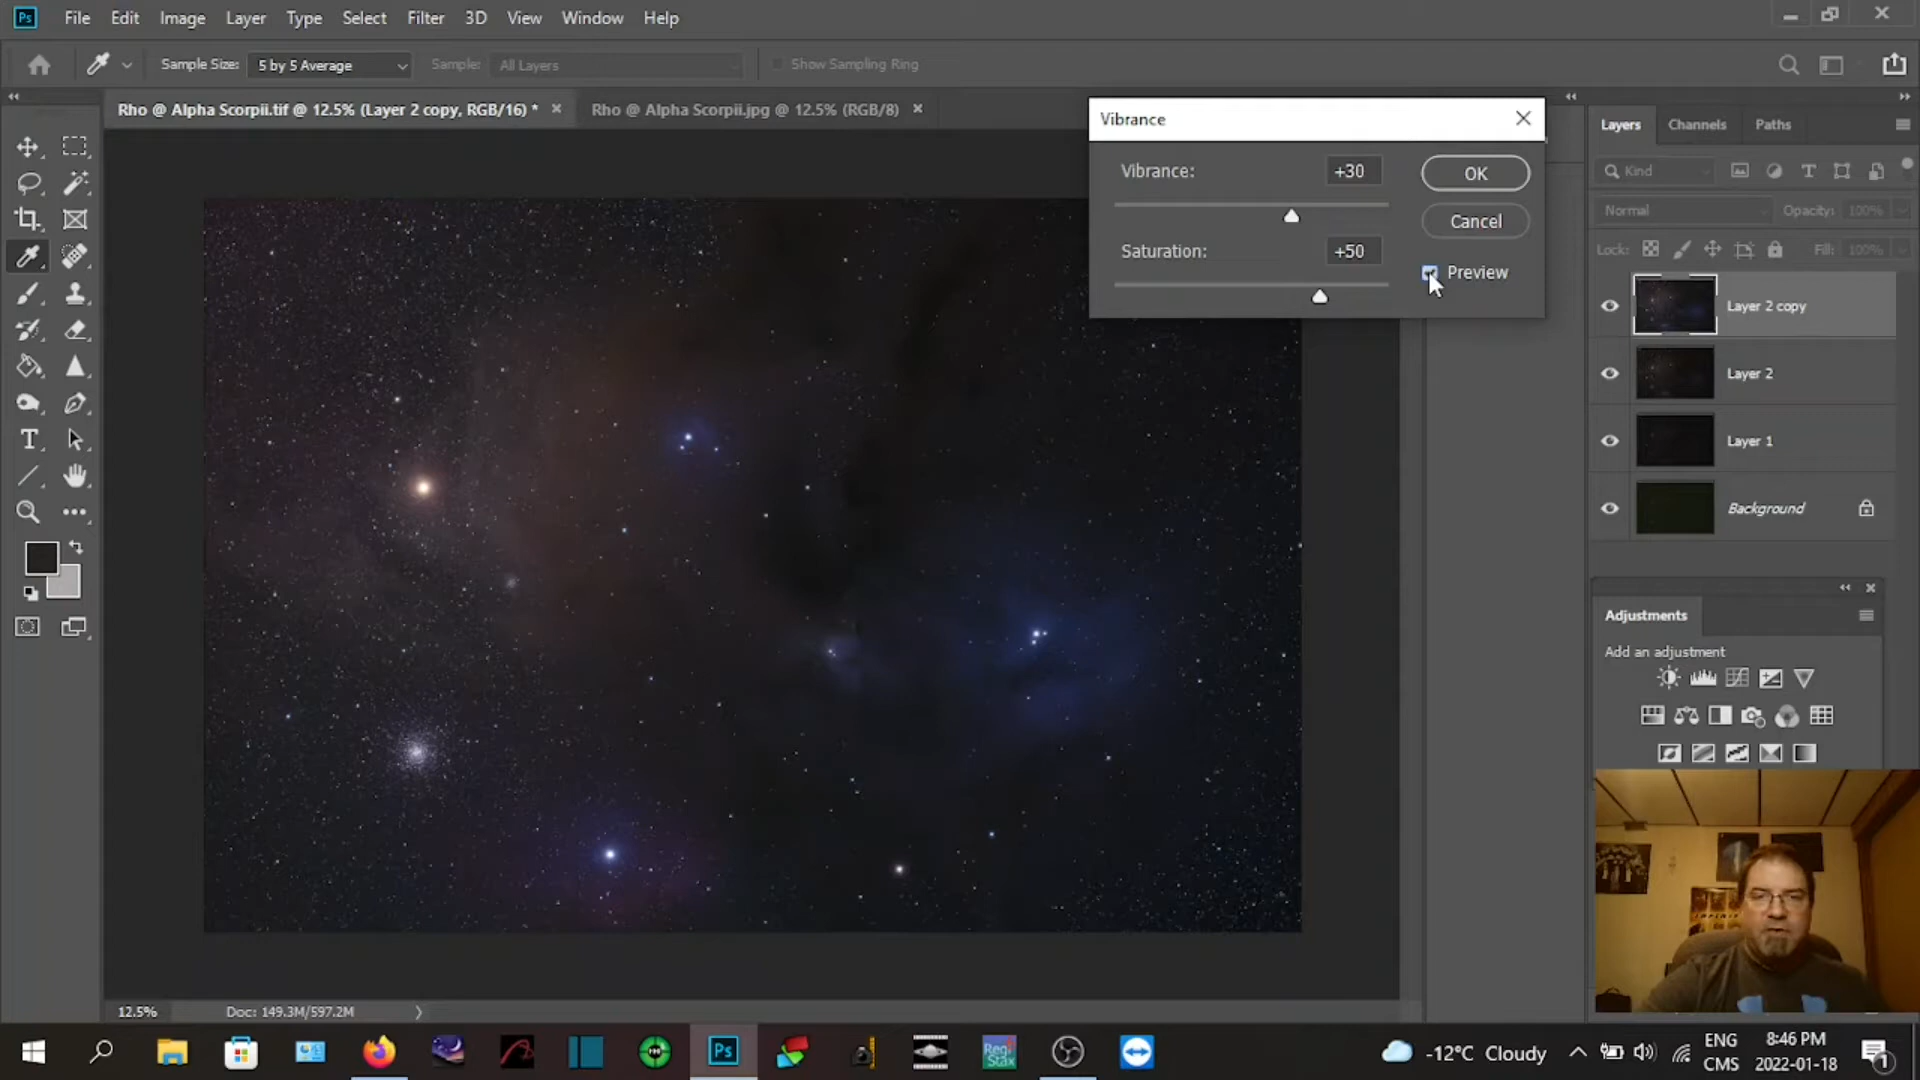 Ps File Edit Image Layer Type Select Filter 3D View Window Help
Sample Size: 5 by 5 Average Sample: All Layers Show Sampling Ring
Rho @ Alpha Scorpii.tif @ 12.5% (Layer 2 copy, RGB/16) * Rho @ Alpha Scorpii.jpg @ 12.5% (RGB/8)
Vibrance
Vibrance: +30
OK
Cancel
Saturation: +50
Preview
Layers Channels Paths
Kind
Normal Opacity: 100%
Lock: Fill: 100%
Layer 2 copy
Layer 2
Layer 1
Background
Adjustments
Add an adjustment
12.5% Doc: 149.3M/597.2M
Ps
-12°C Cloudy
ENG
CMS
8:46 PM
2022-01-18
1